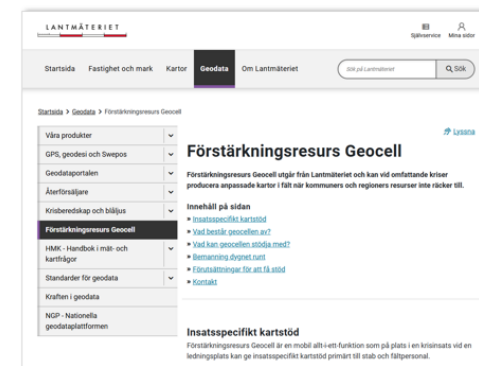 LANTMÄTERIET
Självservice Mina sidor
Startsida Fastighet och mark Kartor Geodata Om Lantmäteriet Sök på Lantmäteriet Sök
Startsida > Geodata > Förstärkningsresurs Geocell
Våra produkter
GPS, geodesi och Swepos
Geodataportalen
Återförsäljare
Krisberedskap och blåljus
Förstärkningsresurs Geocell
HMK - Handbok i mät- och
kartfrågor
Standarder för geodata
Kraften i geodata
NGP - Nationella
geodataplattformen
Lyssna
Förstärkningsresurs Geocell
Förstärkningsresurs Geocell utgår från Lantmäteriet och kan vid omfattande kriser
producera anpassade kartor i fält när kommuners och regioners resurser inte räcker till.
Innehåll på sidan
» Insatsspecifikt kartstöd
» Vad består geocellen av?
» Vad kan geocellen stödja med?
» Bemanning dygnet runt
» Förutsättningar för att få stöd
» Kontakt
Insatsspecifikt kartstöd
Förstärkningsresurs Geocell är en mobil allt-i-ett-funktion som på plats i en krisinsats vid en
ledningsplats kan ge insatsspecifikt kartstöd primärt till stab och fältpersonal.